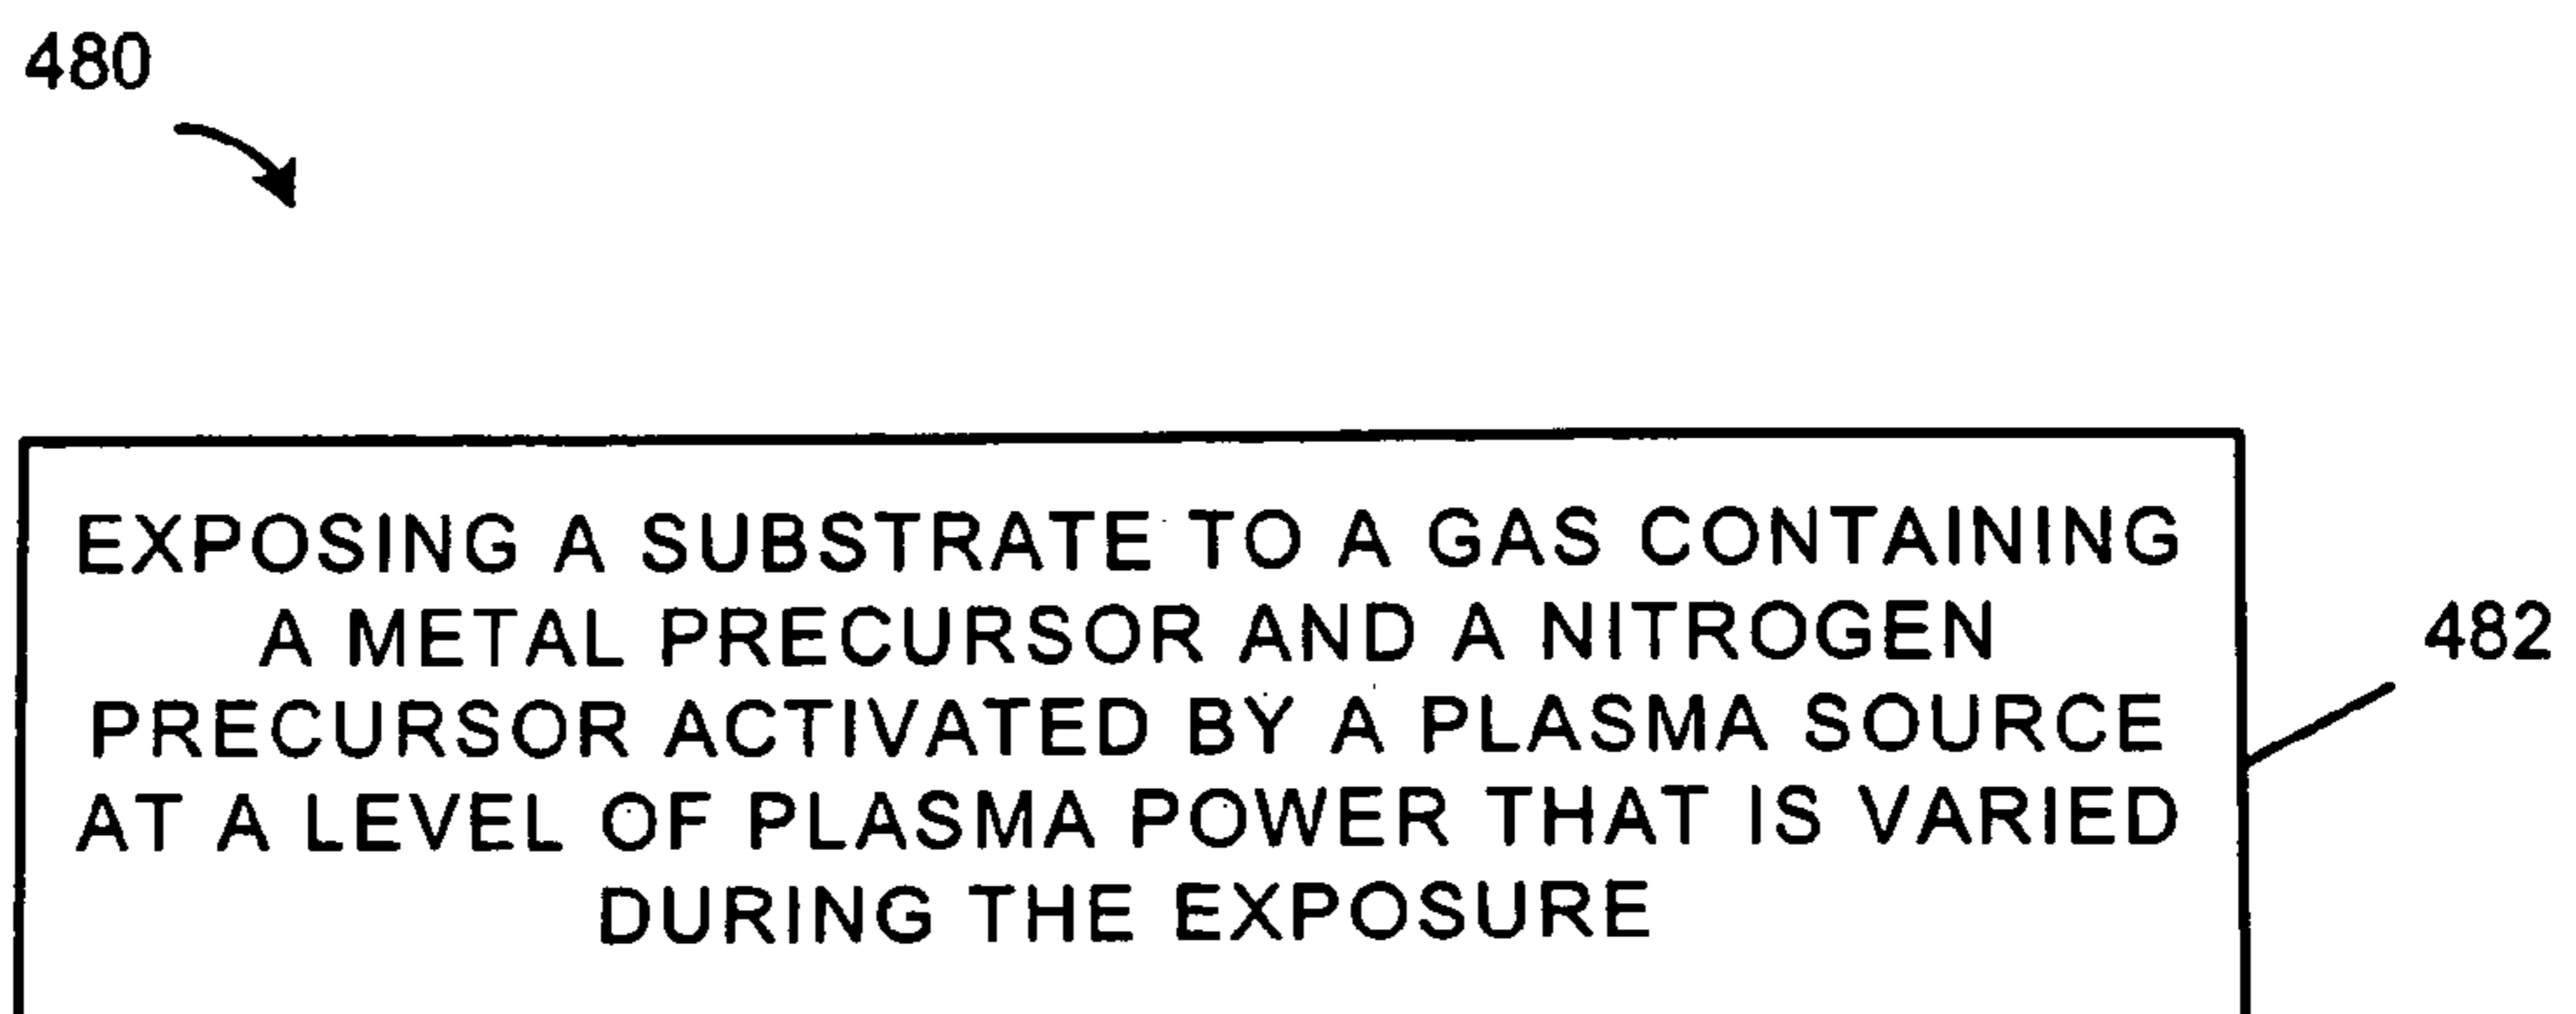 480
EXPOSING A SUBSTRATE TO A GAS CONTAINING
A METAL PRECURSOR AND A NITROGEN
PRECURSOR ACTIVATED BY A PLASMA SOURCE
AT A LEVEL OF PLASMA POWER THAT IS VARIED
DURING THE EXPOSURE
482